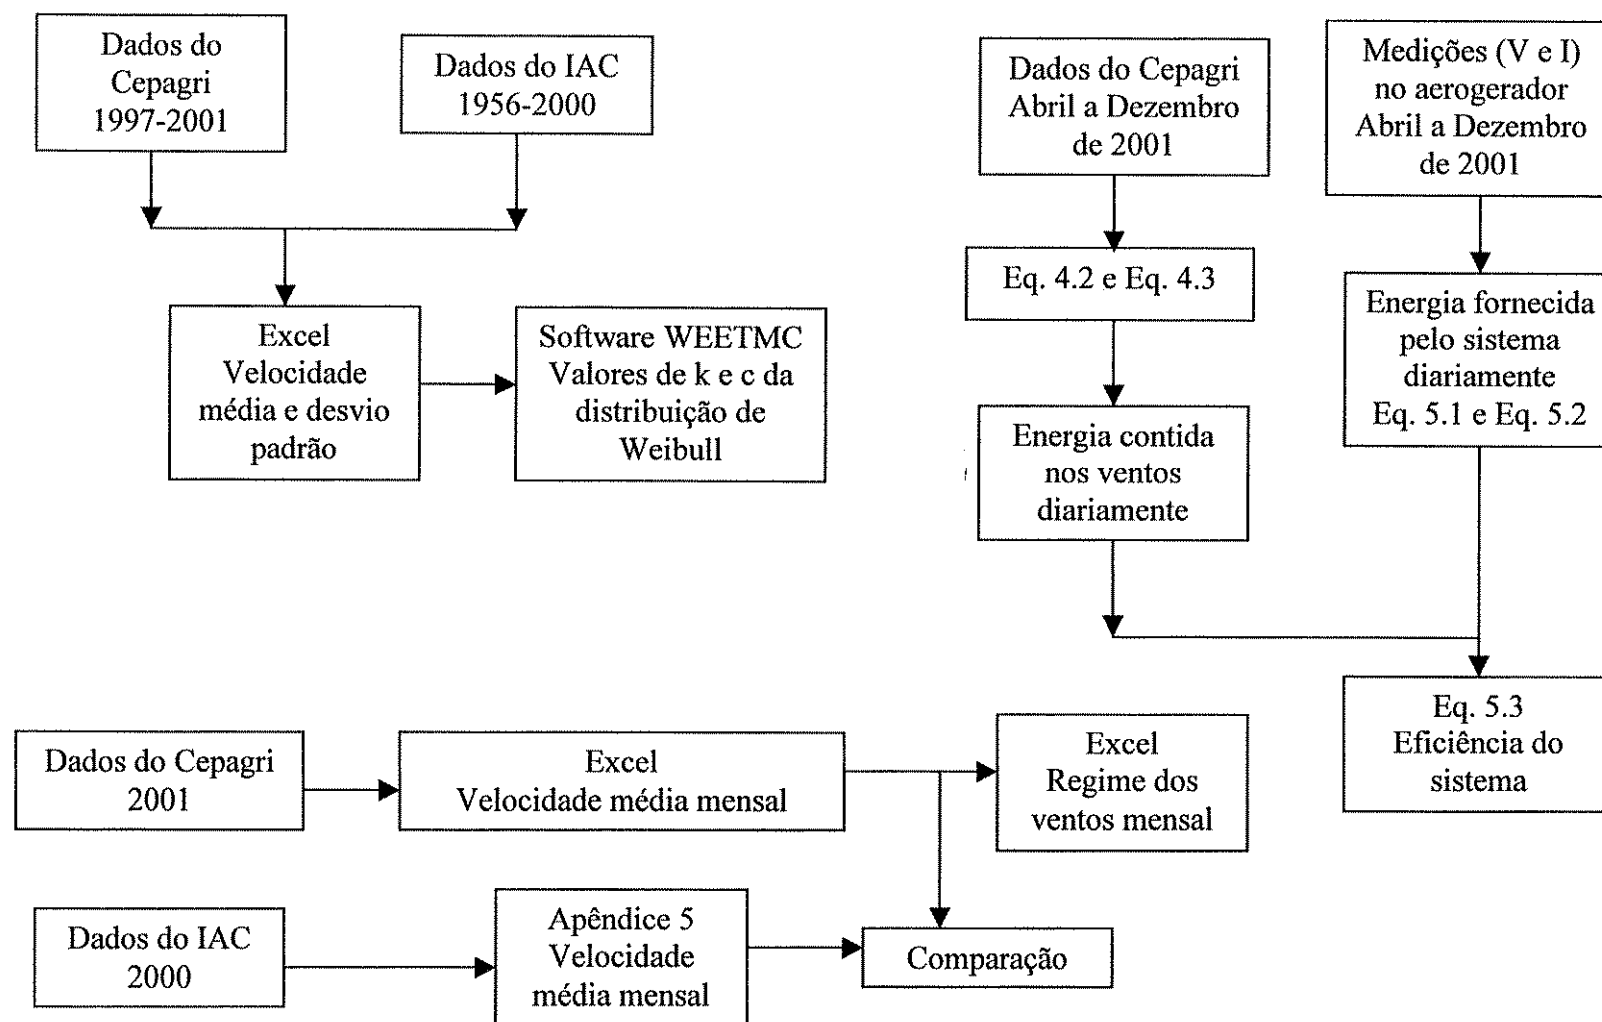 Dados do
Cepagri
1997-2001
Dados do IAC
1956-2000
Dados do Cepagri
Abril a Dezembro
de 2001
Medições (V e I)
no aerogerador
Abril a Dezembro
de 2001
Eq. 4.2 e Eq. 4.3
Excel
Velocidade
média e desvio
padrão
Software WEETMC
Valores de k e c da
distribuição de
Weibull
Energia contida
nos ventos
diariamente
Energia fornecida
pelo sistema
diariamente
Eq. 5.1 e Eq. 5.2
Eq. 5.3
Eficiência do
sistema
Dados do Cepagri
2001
Excel
Velocidade média mensal
Excel
Regime dos
ventos mensal
Dados do IAC
2000
Apêndice 5
Velocidade
média mensal
Comparação